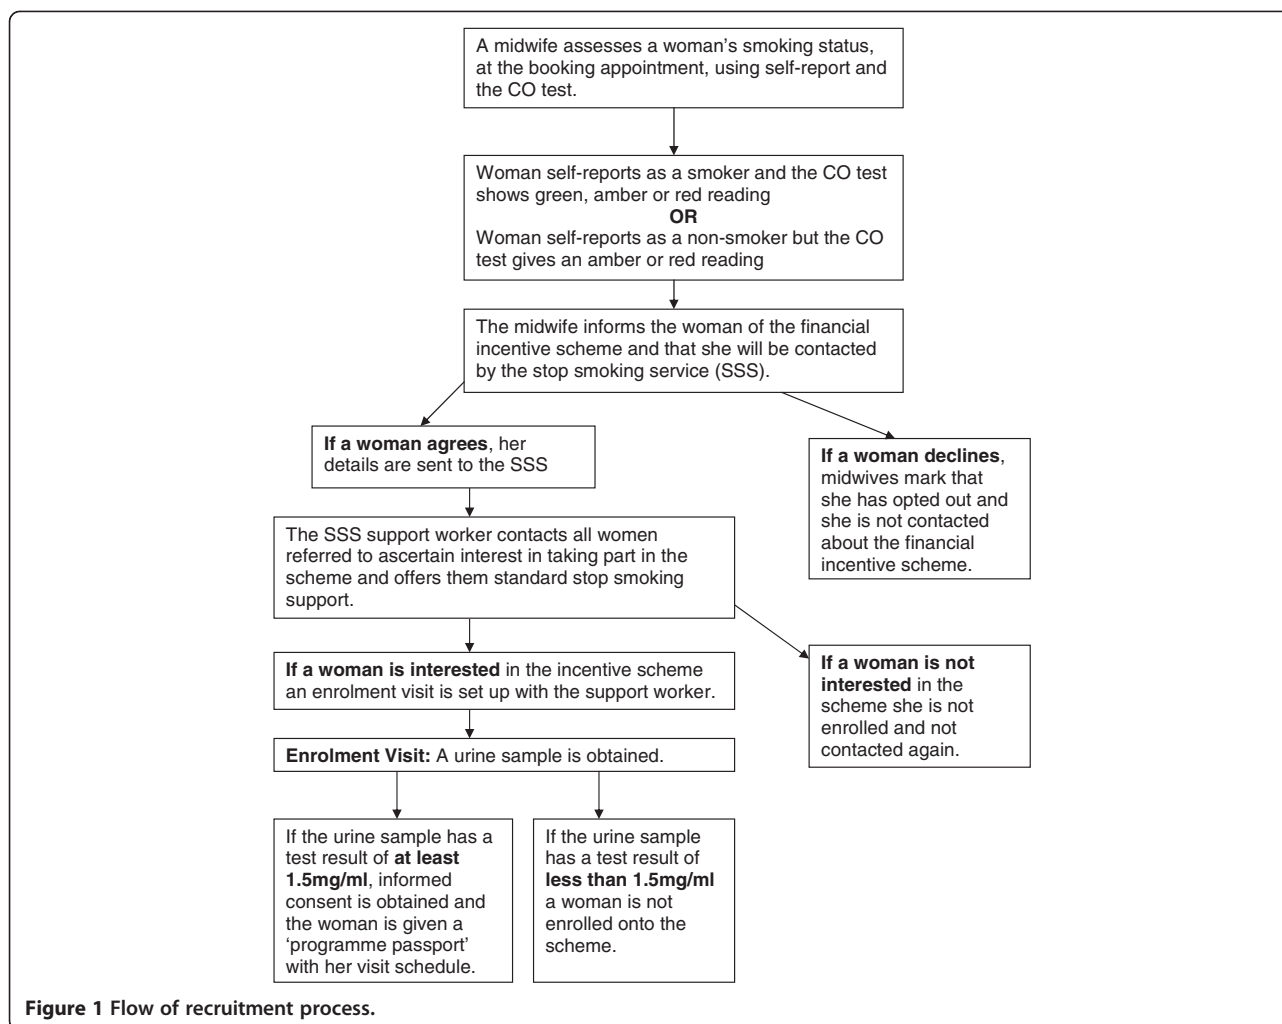 A midwife assesses a woman's smoking status,
at the booking appointment, using self-report and
the CO test.
Woman self-reports as a smoker and the CO test
shows green, amber or red reading
OR
Woman self-reports as a non-smoker but the CO
test gives an amber or red reading
The midwife informs the woman of the financial
incentive scheme and that she will be contacted
by the stop smoking service (SSS).
If a woman agrees, her
details are sent to the SSS
If a woman declines,
midwives mark that
she has opted out and
she is not contacted
about the financial
incentive scheme.
The SSS support worker contacts all women
referred to ascertain interest in taking part in the
scheme and offers them standard stop smoking
support.
If a woman is interested in the incentive scheme
an enrolment visit is set up with the support worker.
If a woman is not
interested in the
scheme she is not
enrolled and not
contacted again.
Enrolment Visit: A urine sample is obtained.
If the urine sample has a
test result of at least
1.5mg/ml, informed
consent is obtained and
the woman is given a
‘programme passport’
with her visit schedule.
If the urine sample
has a test result of
less than 1.5mg/ml
a woman is not
enrolled onto the
scheme.
Figure 1 Flow of recruitment process.